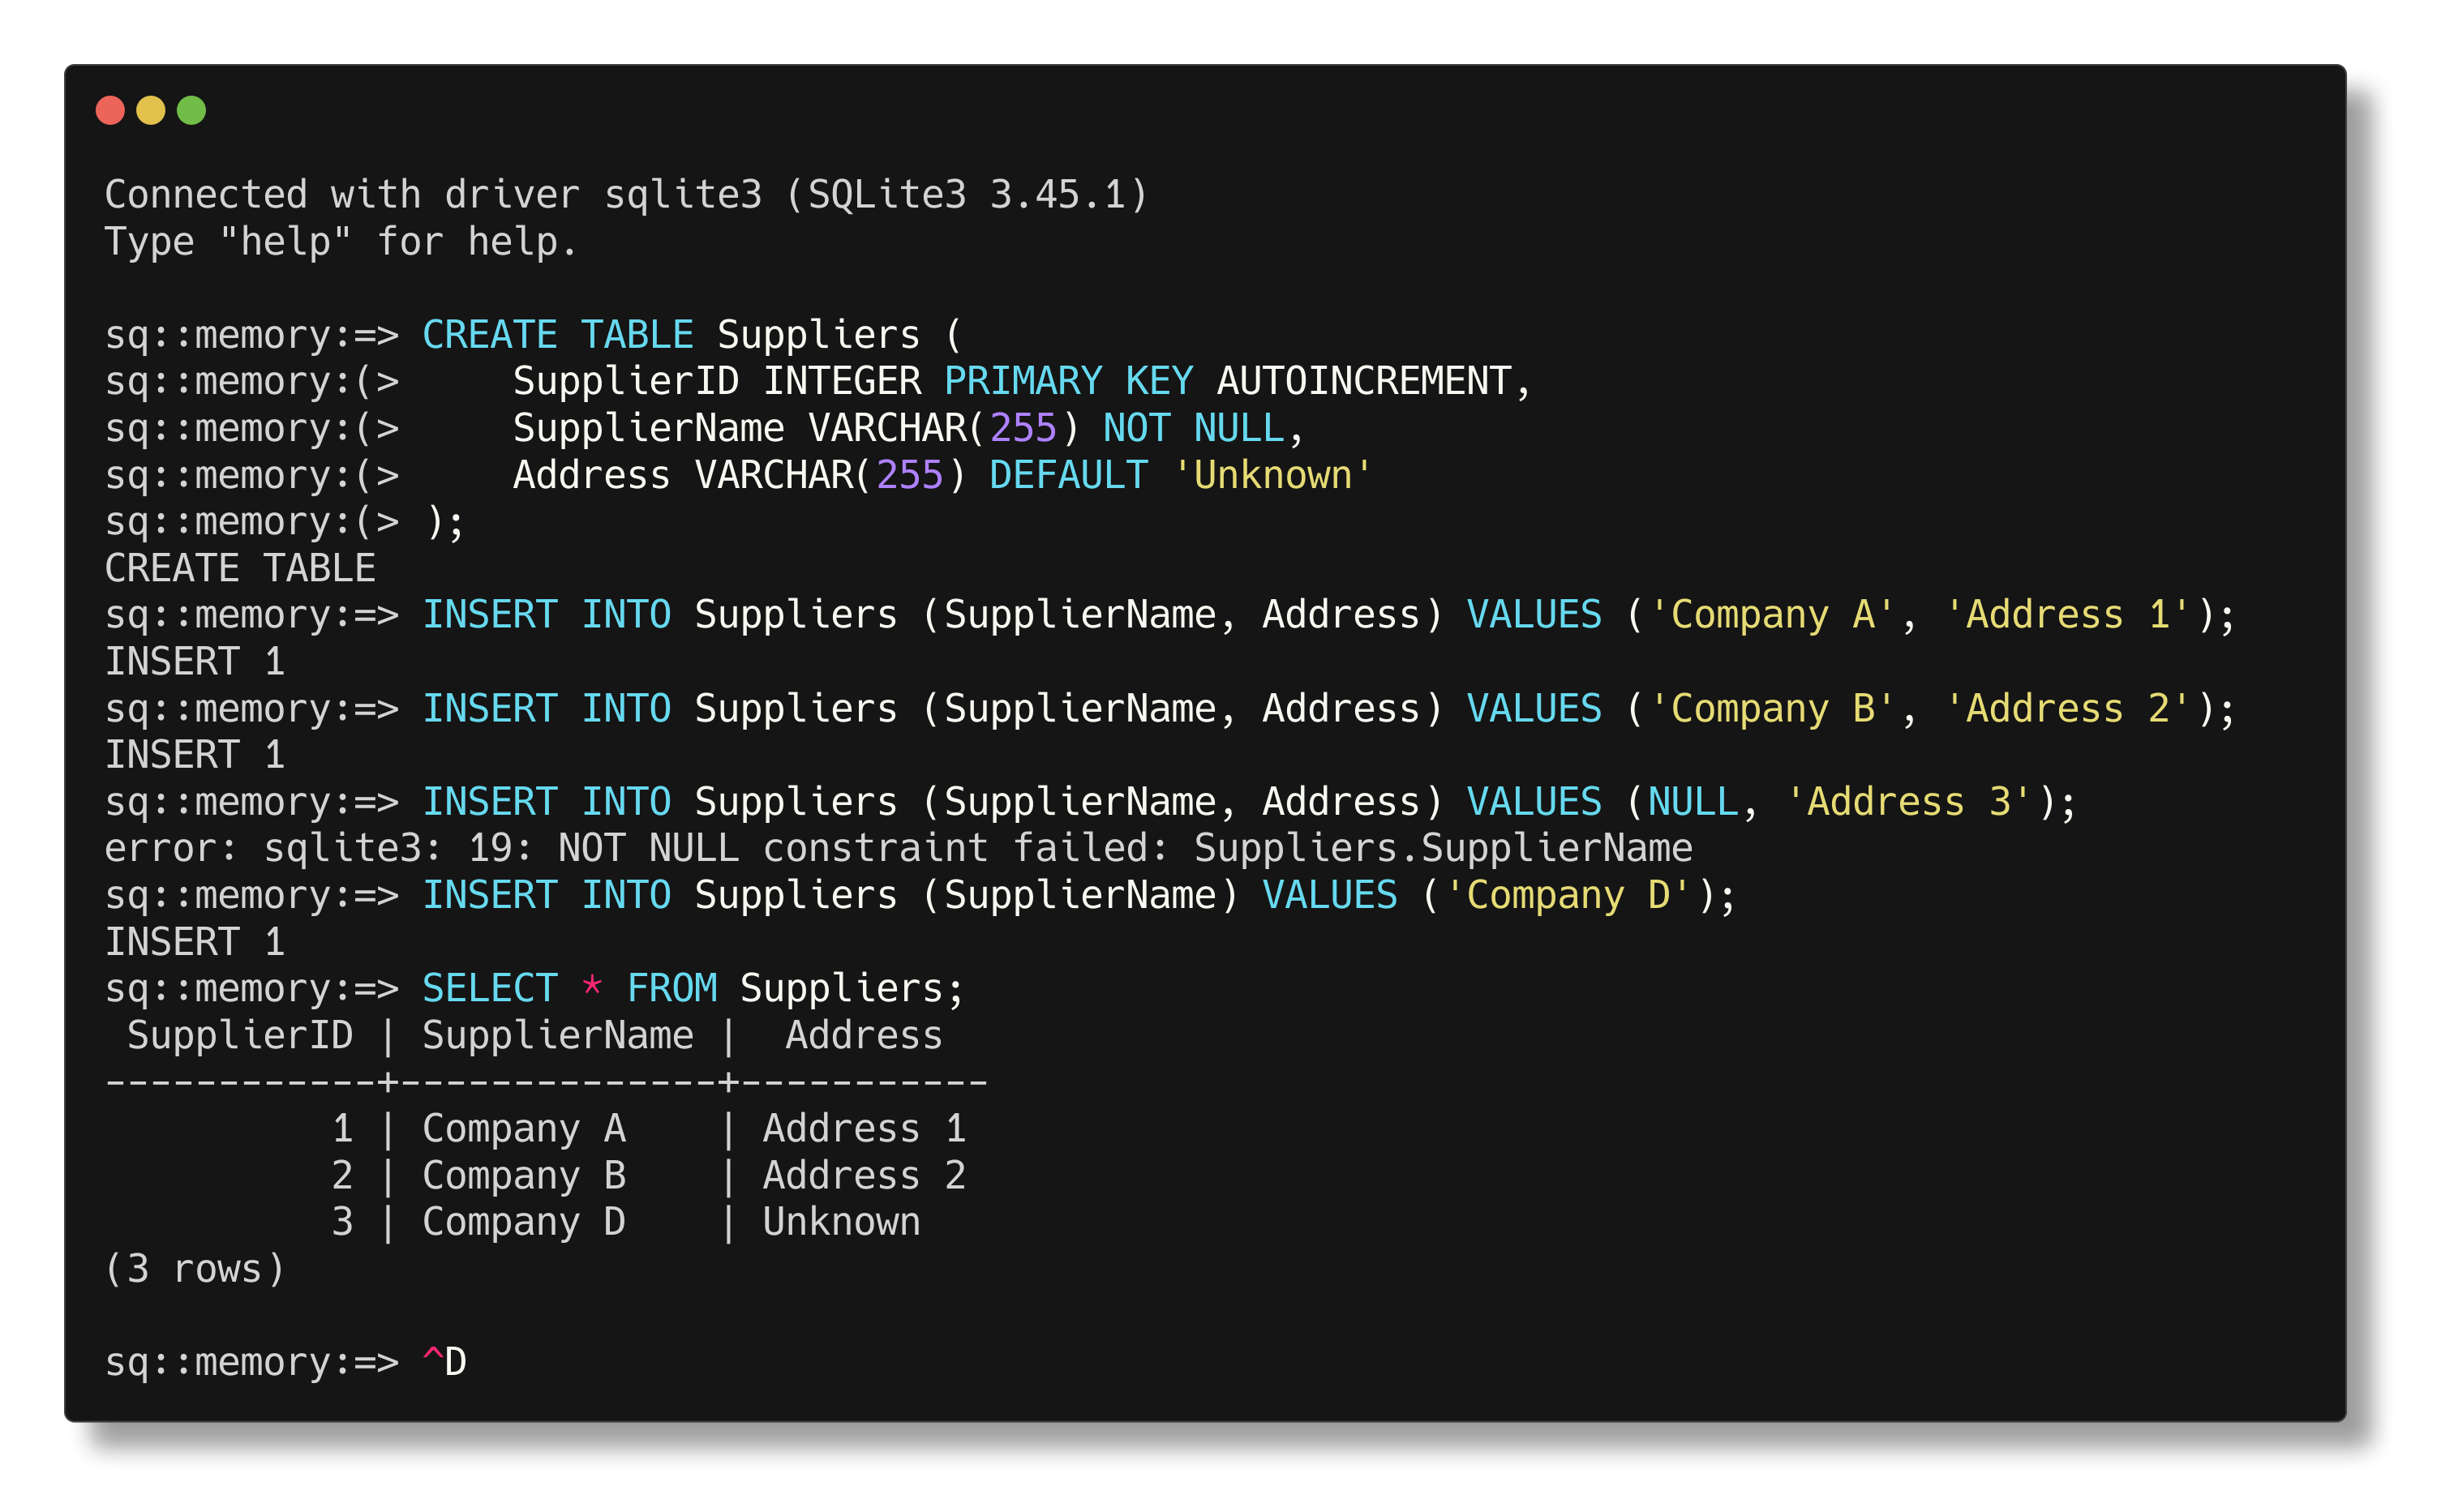 Connected with driver sqlite3 (SQLite3 3.45.1)
Type "help" for help.

sq::memory:=> CREATE TABLE Suppliers (
sq::memory:(>     SupplierID INTEGER PRIMARY KEY AUTOINCREMENT,
sq::memory:(>     SupplierName VARCHAR(255) NOT NULL,
sq::memory:(>     Address VARCHAR(255) DEFAULT 'Unknown'
sq::memory:(> );
CREATE TABLE
sq::memory:=> INSERT INTO Suppliers (SupplierName, Address) VALUES ('Company A', 'Address 1');
INSERT 1
sq::memory:=> INSERT INTO Suppliers (SupplierName, Address) VALUES ('Company B', 'Address 2');
INSERT 1
sq::memory:=> INSERT INTO Suppliers (SupplierName, Address) VALUES (NULL, 'Address 3');
error: sqlite3: 19: NOT NULL constraint failed: Suppliers.SupplierName
sq::memory:=> INSERT INTO Suppliers (SupplierName) VALUES ('Company D');
INSERT 1
sq::memory:=> SELECT * FROM Suppliers;
 SupplierID | SupplierName |  Address
------------+--------------+-----------
          1 | Company A    | Address 1
          2 | Company B    | Address 2
          3 | Company D    | Unknown
(3 rows)

sq::memory:=> ^D